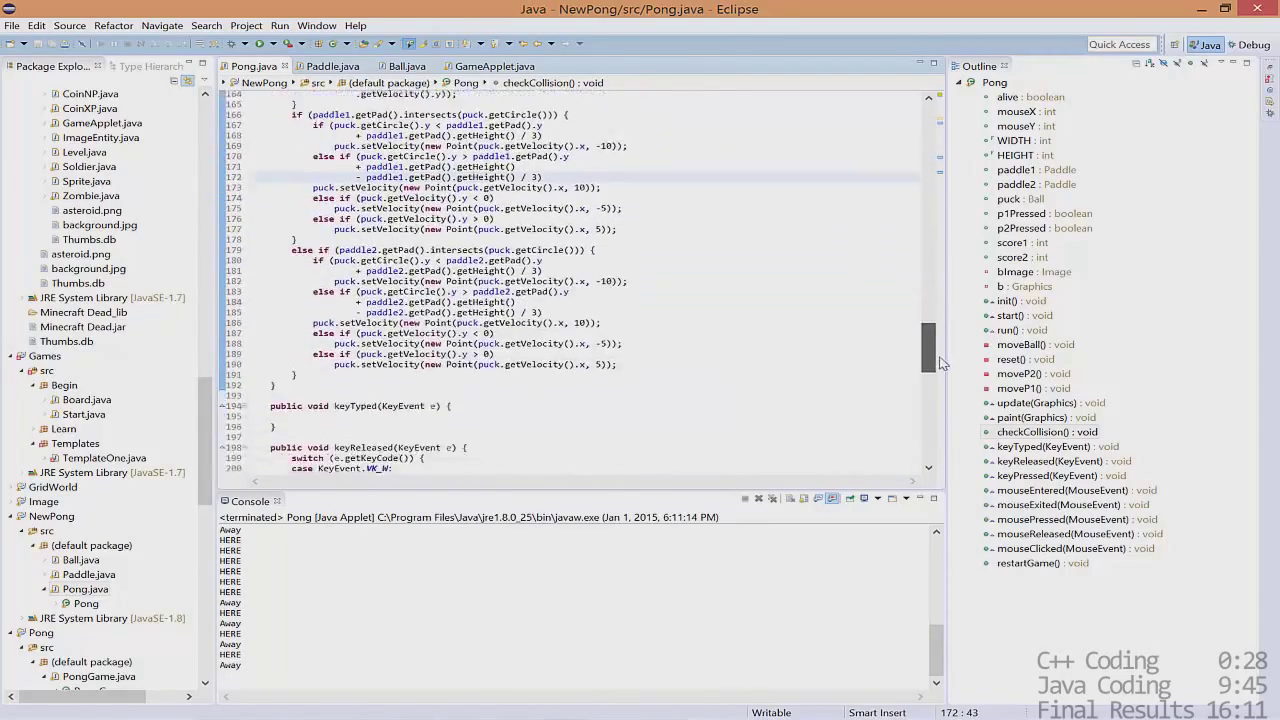 Java - NewPong/src/Pong.java - Eclipse
File Edit Source Refactor Navigate Search Project Run Window Help
Quick Access Java Debug
Package Explo... Type Hierarch
CoinNP.java
CoinXP.java
GameApplet.java
ImageEntity.java
Level.java
Soldier.java
Sprite.java
Zombie.java
asteroid.png
background.jpg
Thumbs.db
asteroid.png
background.jpg
Thumbs.db
JRE System Library [JavaSE-1.7]
Minecraft Dead_lib
Minecraft Dead.jar
Thumbs.db
Games
src
Begin
Board.java
Start.java
Learn
Templates
TemplateOne.java
JRE System Library [JavaSE-1.7]
GridWorld
Image
NewPong
src
(default package)
Ball.java
Paddle.java
Pong.java
Pong
JRE System Library [JavaSE-1.8]
Pong
src
(default package)
PongGame.java
Pong.java Paddle.java Ball.java GameApplet.java
NewPong src (default package) Pong checkCollision() : void
164 .getVelocity().y));
165 }
166 if (paddle1.getPad().intersects(puck.getCircle())) {
167 if (puck.getCircle().y < paddle1.getPad().y
168 + paddle1.getPad().getHeight() / 3)
169 puck.setVelocity(new Point(puck.getVelocity().x, -10));
170 else if (puck.getCircle().y > paddle1.getPad().y
171 + paddle1.getPad().getHeight()
172 - paddle1.getPad().getHeight() / 3)
173 puck.setVelocity(new Point(puck.getVelocity().x, 10));
174 else if (puck.getVelocity().y < 0)
175 puck.setVelocity(new Point(puck.getVelocity().x, -5));
176 else if (puck.getVelocity().y > 0)
177 puck.setVelocity(new Point(puck.getVelocity().x, 5));
178 }
179 else if (paddle2.getPad().intersects(puck.getCircle())) {
180 if (puck.getCircle().y < paddle2.getPad().y
181 + paddle2.getPad().getHeight() / 3)
182 puck.setVelocity(new Point(puck.getVelocity().x, -10));
183 else if (puck.getCircle().y > paddle2.getPad().y
184 + paddle2.getPad().getHeight()
185 - paddle2.getPad().getHeight() / 3)
186 puck.setVelocity(new Point(puck.getVelocity().x, 10));
187 else if (puck.getVelocity().y < 0)
188 puck.setVelocity(new Point(puck.getVelocity().x, -5));
189 else if (puck.getVelocity().y > 0)
190 puck.setVelocity(new Point(puck.getVelocity().x, 5));
191 }
192 }
193
194 public void keyTyped(KeyEvent e) {
195
196 }
197
198 public void keyReleased(KeyEvent e) {
199 switch (e.getKeyCode()) {
200 case KeyEvent.VK_W:
Console
<terminated> Pong [Java Applet] C:\Program Files\Java\jre1.8.0_25\bin\javaw.exe (Jan 1, 2015, 6:11:14 PM)
Away
HERE
HERE
HERE
HERE
HERE
HERE
Away
HERE
Away
HERE
Away
HERE
Away
Outline
Pong
alive : boolean
mouseX : int
mouseY : int
WIDTH : int
HEIGHT : int
paddle1 : Paddle
paddle2 : Paddle
puck : Ball
p1Pressed : boolean
p2Pressed : boolean
score1 : int
score2 : int
bImage : Image
b : Graphics
init() : void
start() : void
run() : void
moveBall() : void
reset() : void
moveP2() : void
moveP1() : void
update(Graphics) : void
paint(Graphics) : void
checkCollision() : void
keyTyped(KeyEvent) : void
keyReleased(KeyEvent) : void
keyPressed(KeyEvent) : void
mouseEntered(MouseEvent) : void
mouseExited(MouseEvent) : void
mousePressed(MouseEvent) : void
mouseReleased(MouseEvent) : void
mouseClicked(MouseEvent) : void
restartGame() : void
C++ Coding 0:28
Java Coding 9:45
Final Results 16:11
Writable Smart Insert 172 : 43